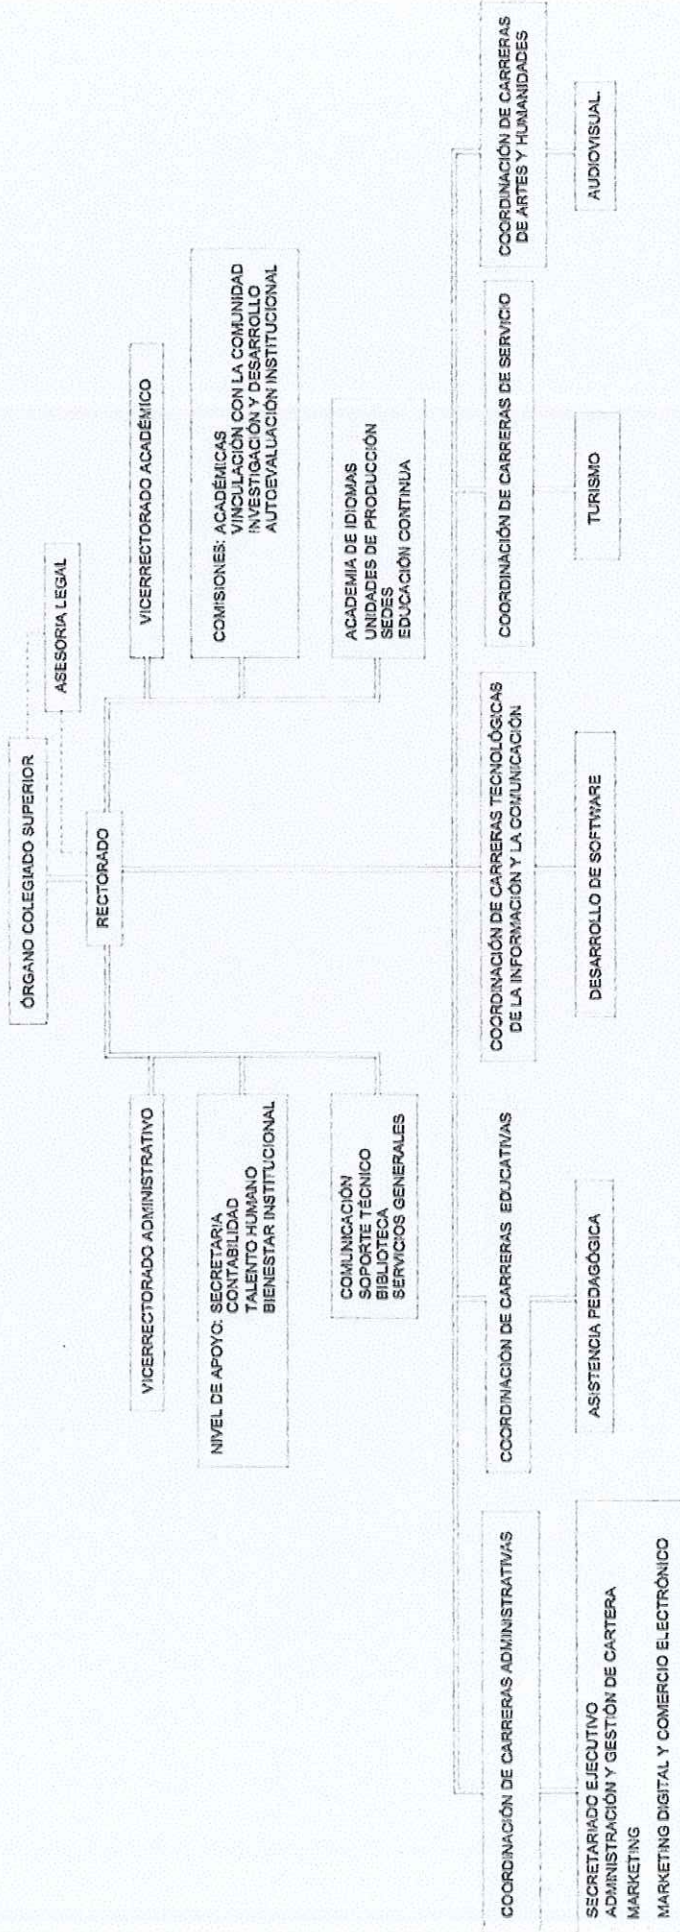 ÓRGANO COLEGIADO SUPERIOR
ASESORIA LEGAL
RECTORADO
VICERRECTORADO ADMINISTRATIVO
NIVEL DE APOYO: SECRETARIA
CONTABILIDAD
TALENTO HUMANO
BIENESTAR INSTITUCIONAL
COMUNICACIÓN
SOPORTE TÉCNICO
BIBLIOTECA
SERVICIOS GENERALES
VICERRECTORADO ACADÉMICO
COMISIONES: ACADÉMICAS
VINCULACIÓN CON LA COMUNIDAD
INVESTIGACIÓN Y DESARROLLO
AUTOEVALUACIÓN INSTITUCIONAL
ACADEMIA DE IDIOMAS
UNIDADES DE PRODUCCIÓN
SEDES
EDUCACIÓN CONTINUA
COORDINACIÓN DE CARRERAS ADMINISTRATIVAS
SECRETARIADO EJECUTIVO
ADMINISTRACIÓN Y GESTIÓN DE CARTERA
MARKETING
MARKETING DIGITAL Y COMERCIO ELECTRÓNICO
COORDINACIÓN DE CARRERAS EDUCATIVAS
ASISTENCIA PEDAGÓGICA
COORDINACIÓN DE CARRERAS TECNOLÓGICAS
DE LA INFORMACIÓN Y LA COMUNICACIÓN
DESARROLLO DE SOFTWARE
COORDINACIÓN DE CARRERAS DE SERVICIO
TURISMO
COORDINACIÓN DE CARRERAS
DE ARTES Y HUMANIDADES
AUDIOVISUAL.